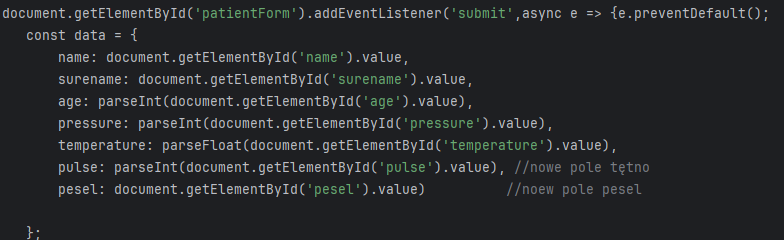 document.getElementById('patientForm').addEventListener('submit',async e => {e.preventDefault();
const data = {
name: document.getElementById('name').value,
surename: document.getElementById('surename').value,
age: parseInt(document.getElementById('age').value),
pressure: parseInt(document.getElementById('pressure').value),
temperature: parseFloat(document.getElementById('temperature').value),
pulse: parseInt(document.getElementById('pulse').value), //nowe pole tętno
pesel: document.getElementById('pesel').value) //noew pole pesel
};